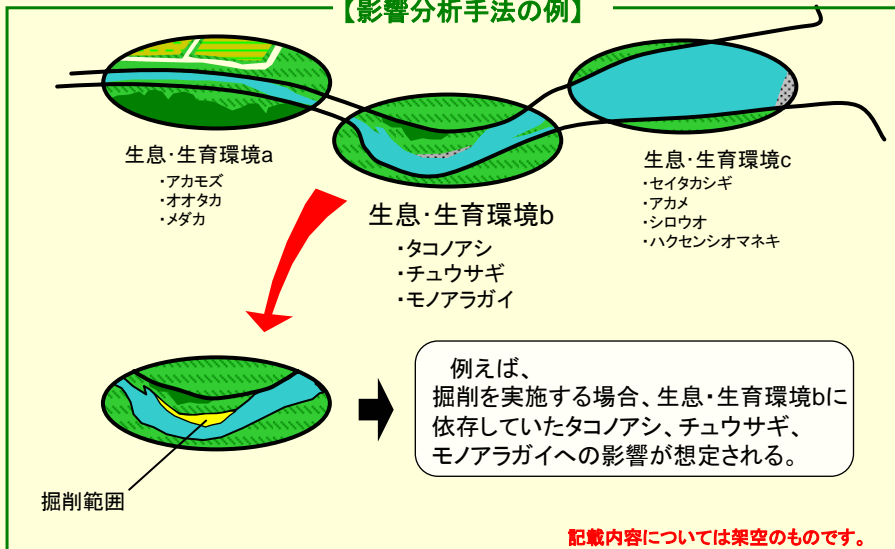 【影響分析手法の例】
生息・生育環境a
・アカモズ
・オオタカ
・メダカ
生息・生育環境b
・タコノアシ
・チュウサギ
・モノアラガイ
生息・生育環境c
・セイタカシギ
・アカメ
・シロウオ
・ハクセンシオマネキ
例えば、
掘削を実施する場合、生息・生育環境bに
依存していたタコノアシ、チュウサギ、
モノアラガイへの影響が想定される。
掘削範囲
記載内容については架空のものです。